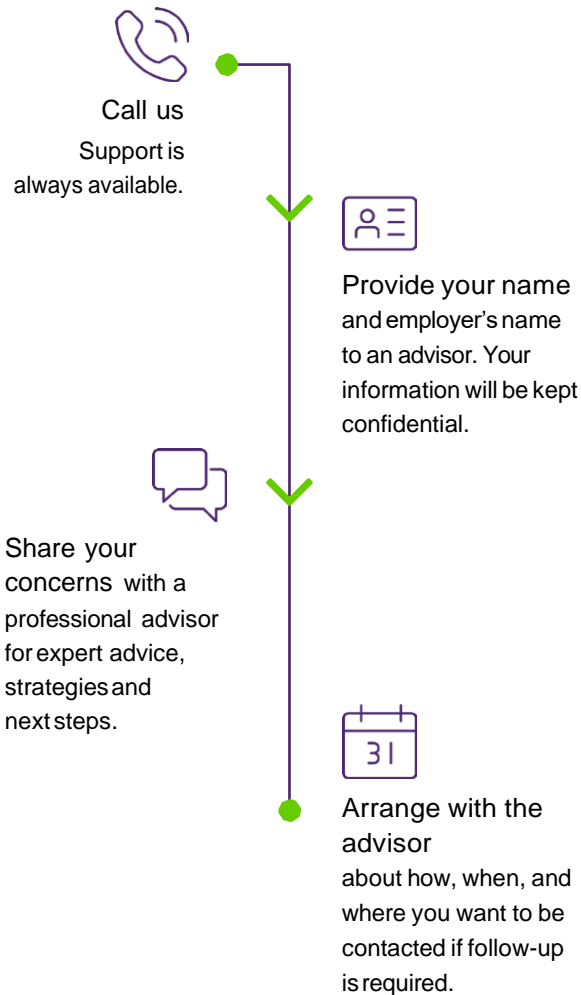 Call us
Support is
always available.
Provide your name
and employer’s name
to an advisor. Your
information will be kept
confidential.
Share your
concerns with a
professional advisor
for expert advice,
strategies and
next steps.
31
Arrange with the
advisor
about how, when, and
where you want to be
contacted if follow-up
is required.